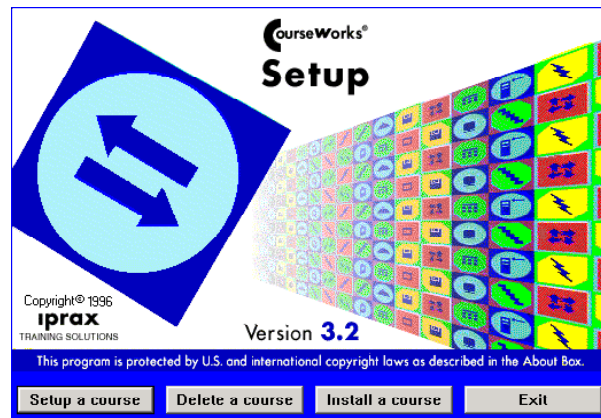 CourseWorks®
Setup
Copyright© 1996
iprax
TRAINING SOLUTIONS
Version 3.2
This program is protected by U.S. and international copyright laws as described in the About Box.
Setup a course
Delete a course
Install a course
Exit